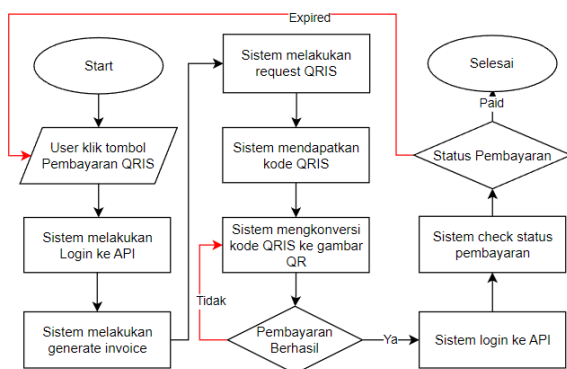 Expired
Start
User klik tombol
Pembayaran QRIS
Sistem melakukan
Login ke API
Sistem melakukan
generate invoice
Sistem melakukan
request QRIS
Sistem mendapatkan
kode QRIS
Sistem mengkonversi
kode QRIS ke gambar
QR
Tidak
Pembayaran
Berhasil
Ya
Sistem login ke API
Sistem check status
pembayaran
Status Pembayaran
Paid
Selesai